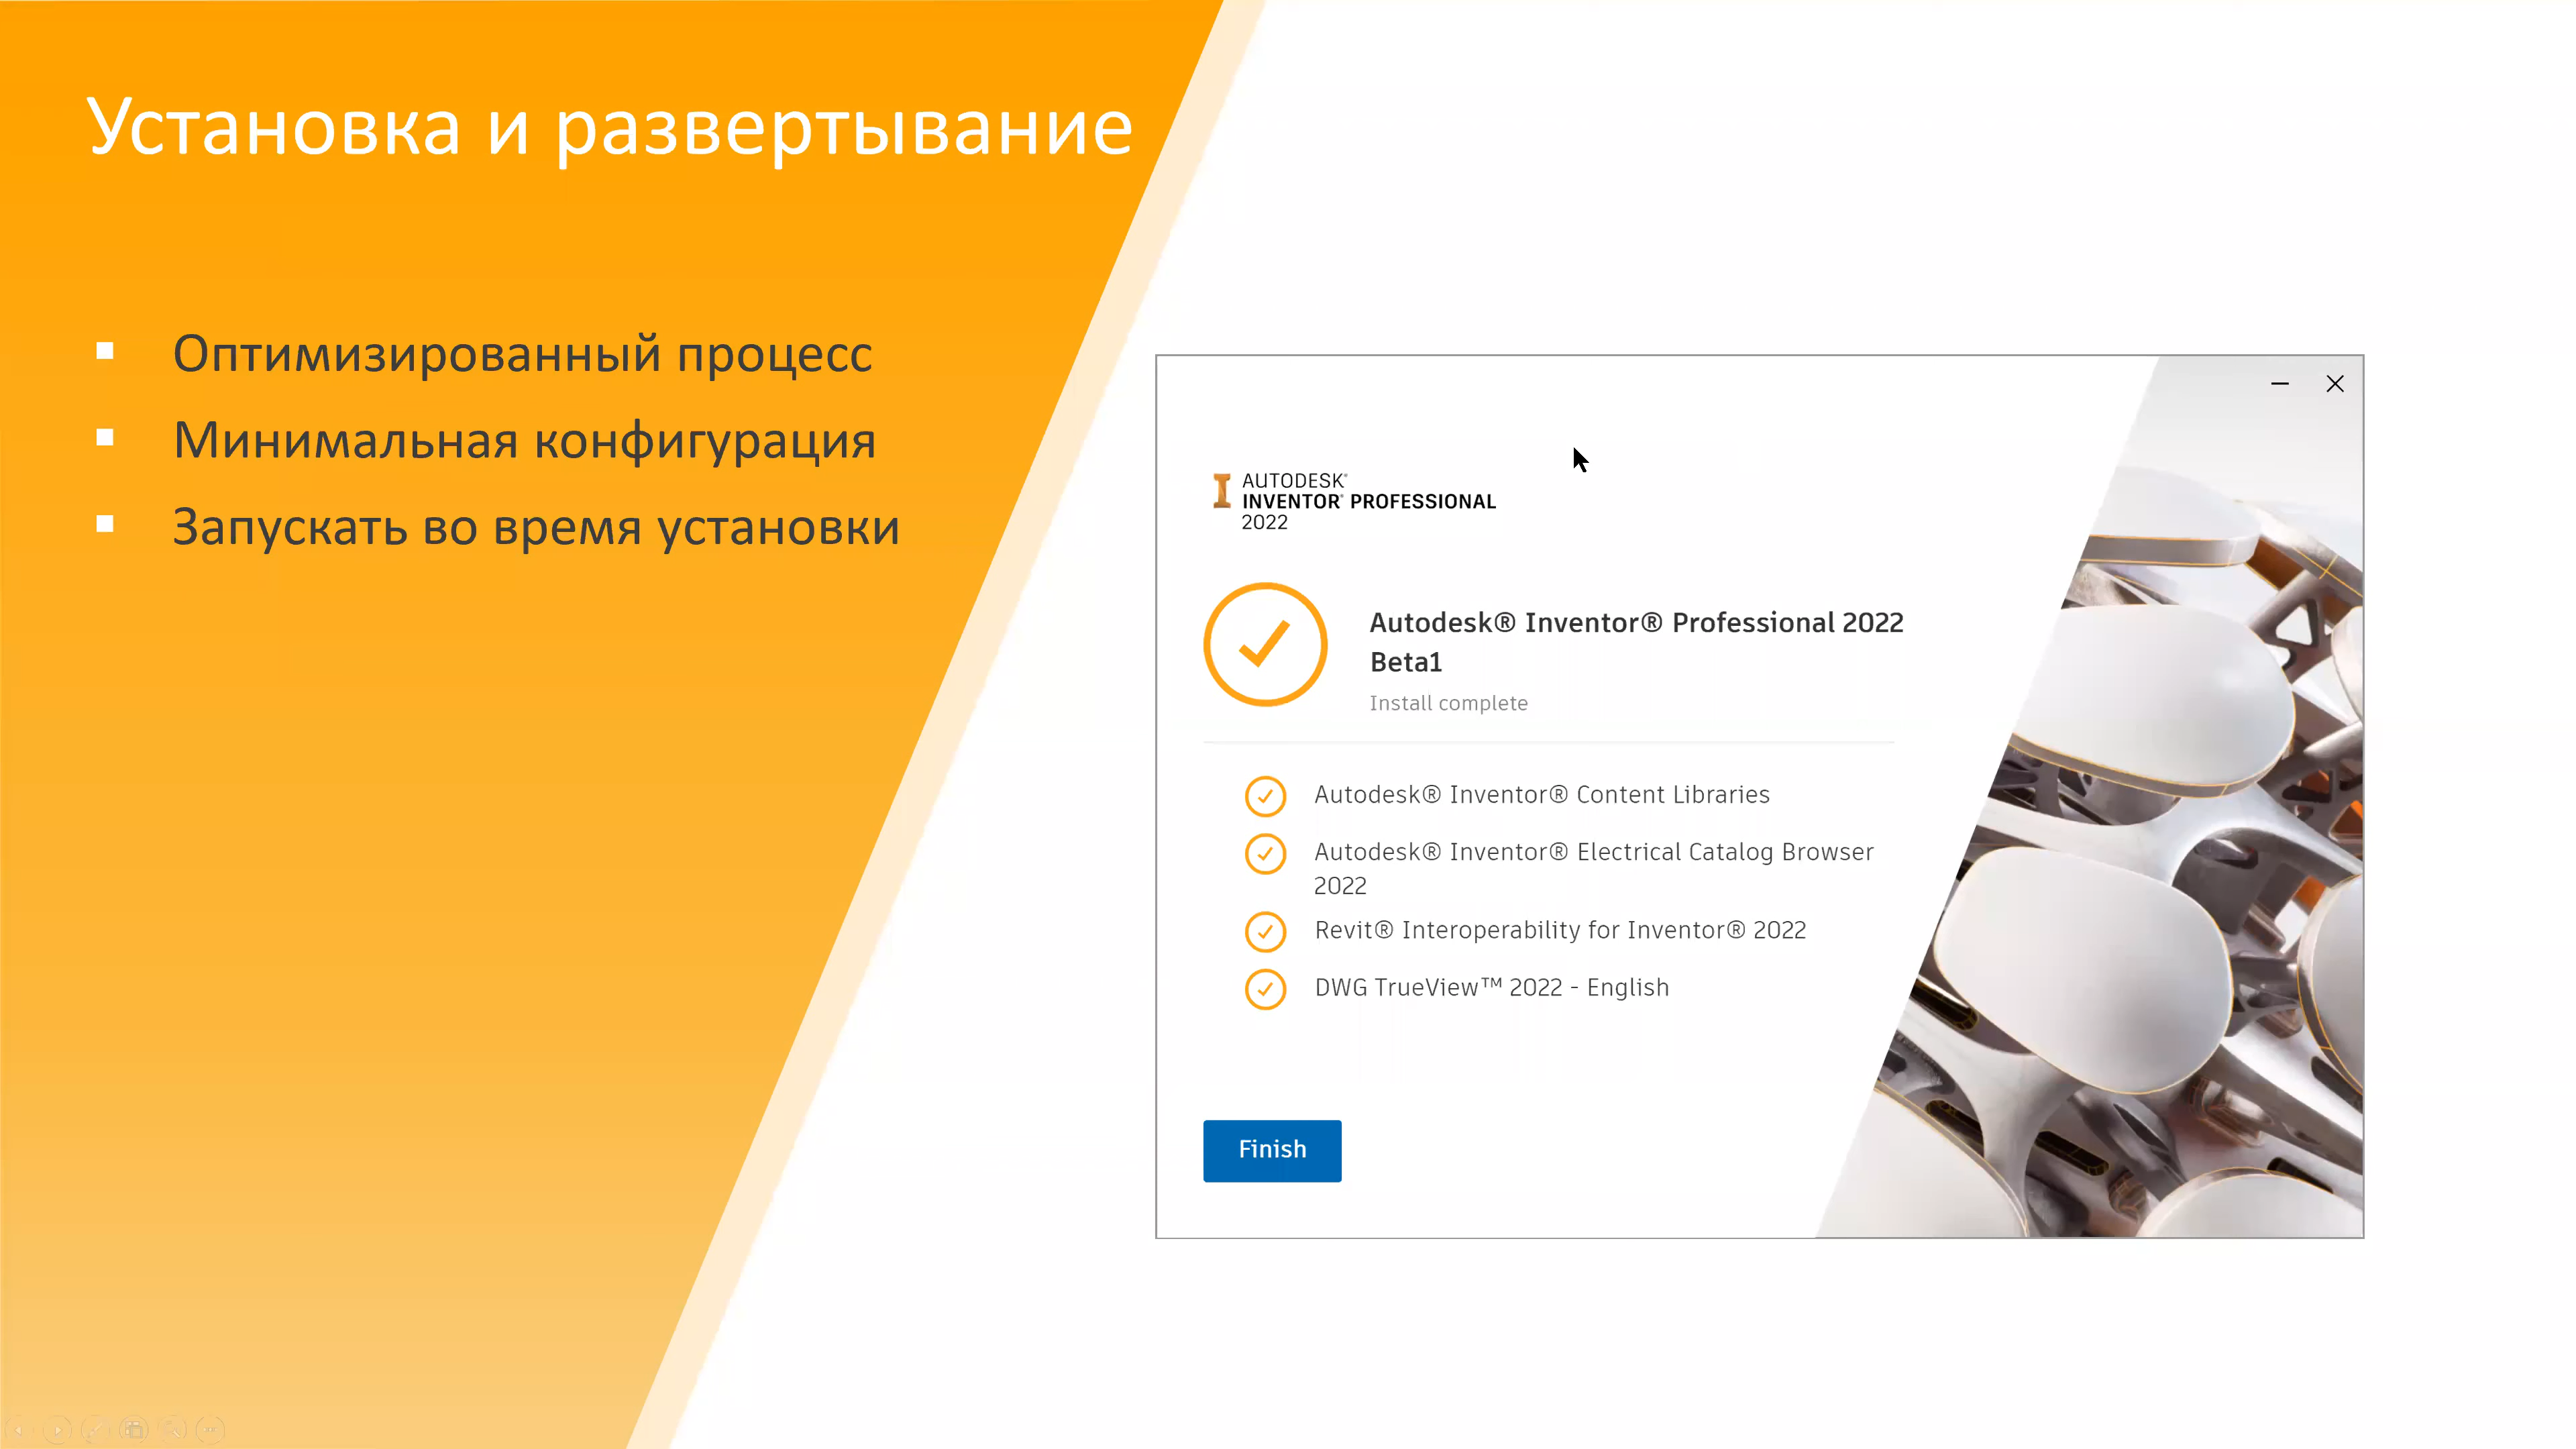 Установка и развертывание
Оптимизированный процесс
Минимальная конфигурация
Запускать во время установки
AUTODESK®
INVENTOR® PROFESSIONAL
2022
Autodesk® Inventor® Professional 2022
Beta1
Install complete
Autodesk® Inventor® Content Libraries
Autodesk® Inventor® Electrical Catalog Browser
2022
Revit® Interoperability for Inventor® 2022
DWG TrueView™ 2022 - English
Finish